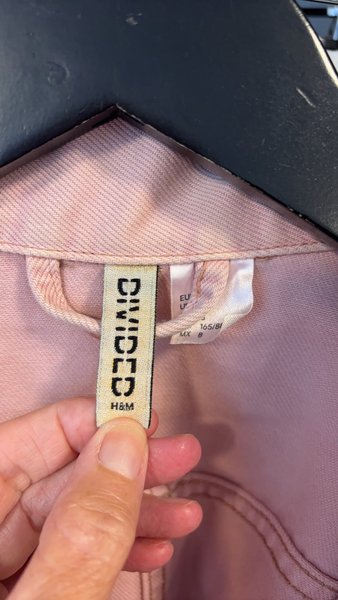 DIVIDED
H&M
EU
165/8
MX 8